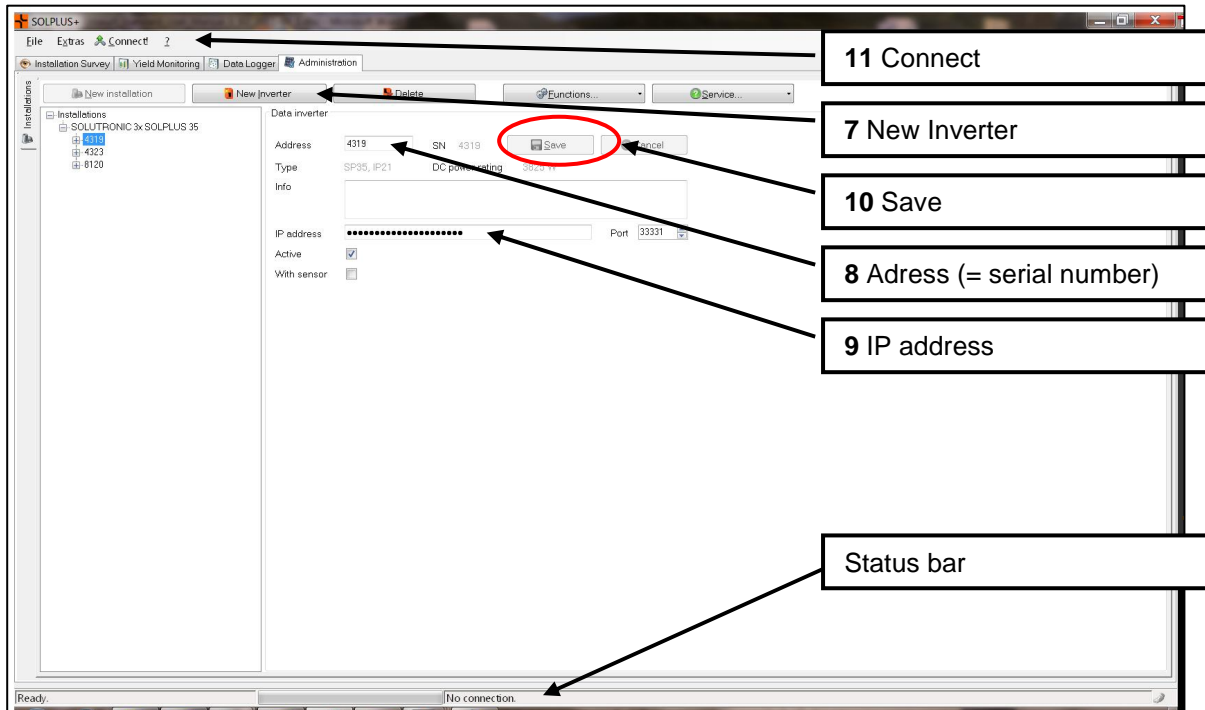 SOLPLUS+
File Extras Connect! ?
Installation Survey Yield Monitoring Data Logger Administration
11 Connect
Installations
New installation New Inverter Delete Functions... Service...
Installations
SOLUTRONIC 3x SOLPLUS 35
4319
4323
8120
Data inverter
7 New Inverter
Address 4319 SN 4319 Save Cancel
Type SP35, IP21 DC power rating 3825 W
Info
10 Save
IP address ••••••••••••••••••••• Port 33331
Active
With sensor
8 Adress (= serial number)
9 IP address
Status bar
Ready. No connection.